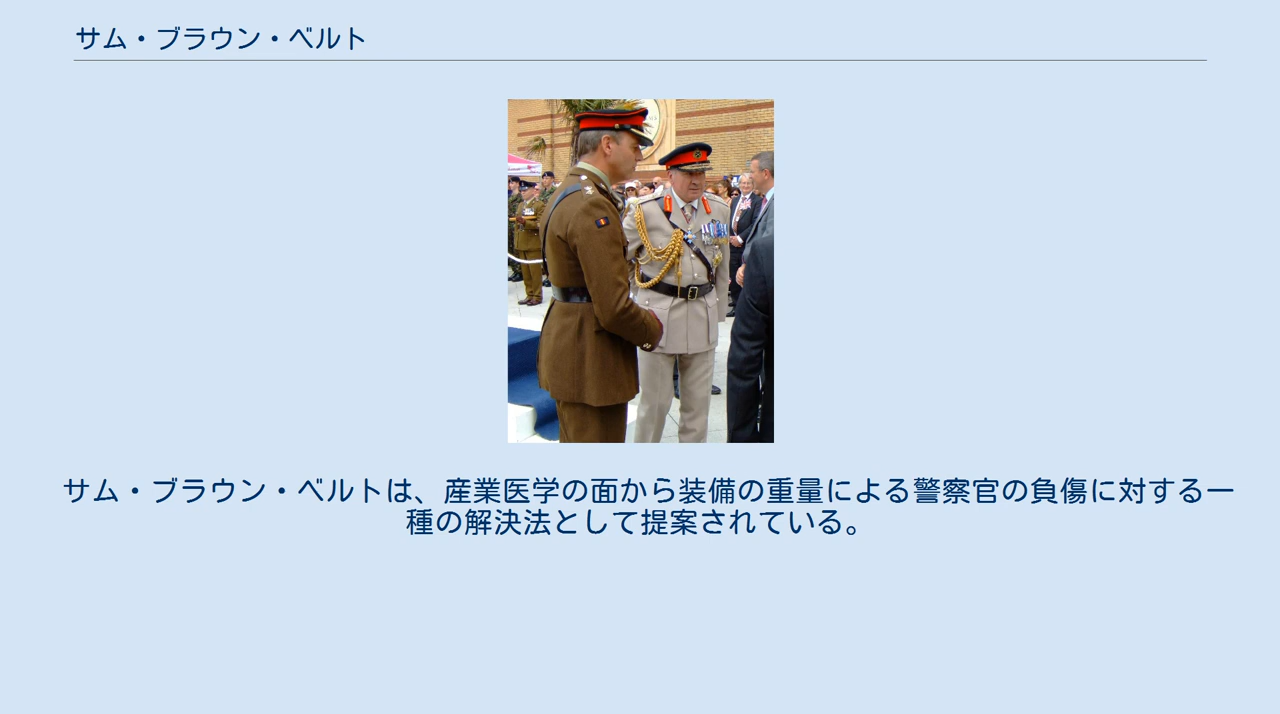 サム・ブラウン・ベルト
サム・ブラウン・ベルトは、産業医学の面から装備の重量による警察官の負傷に対する一
種の解決法として提案されている。